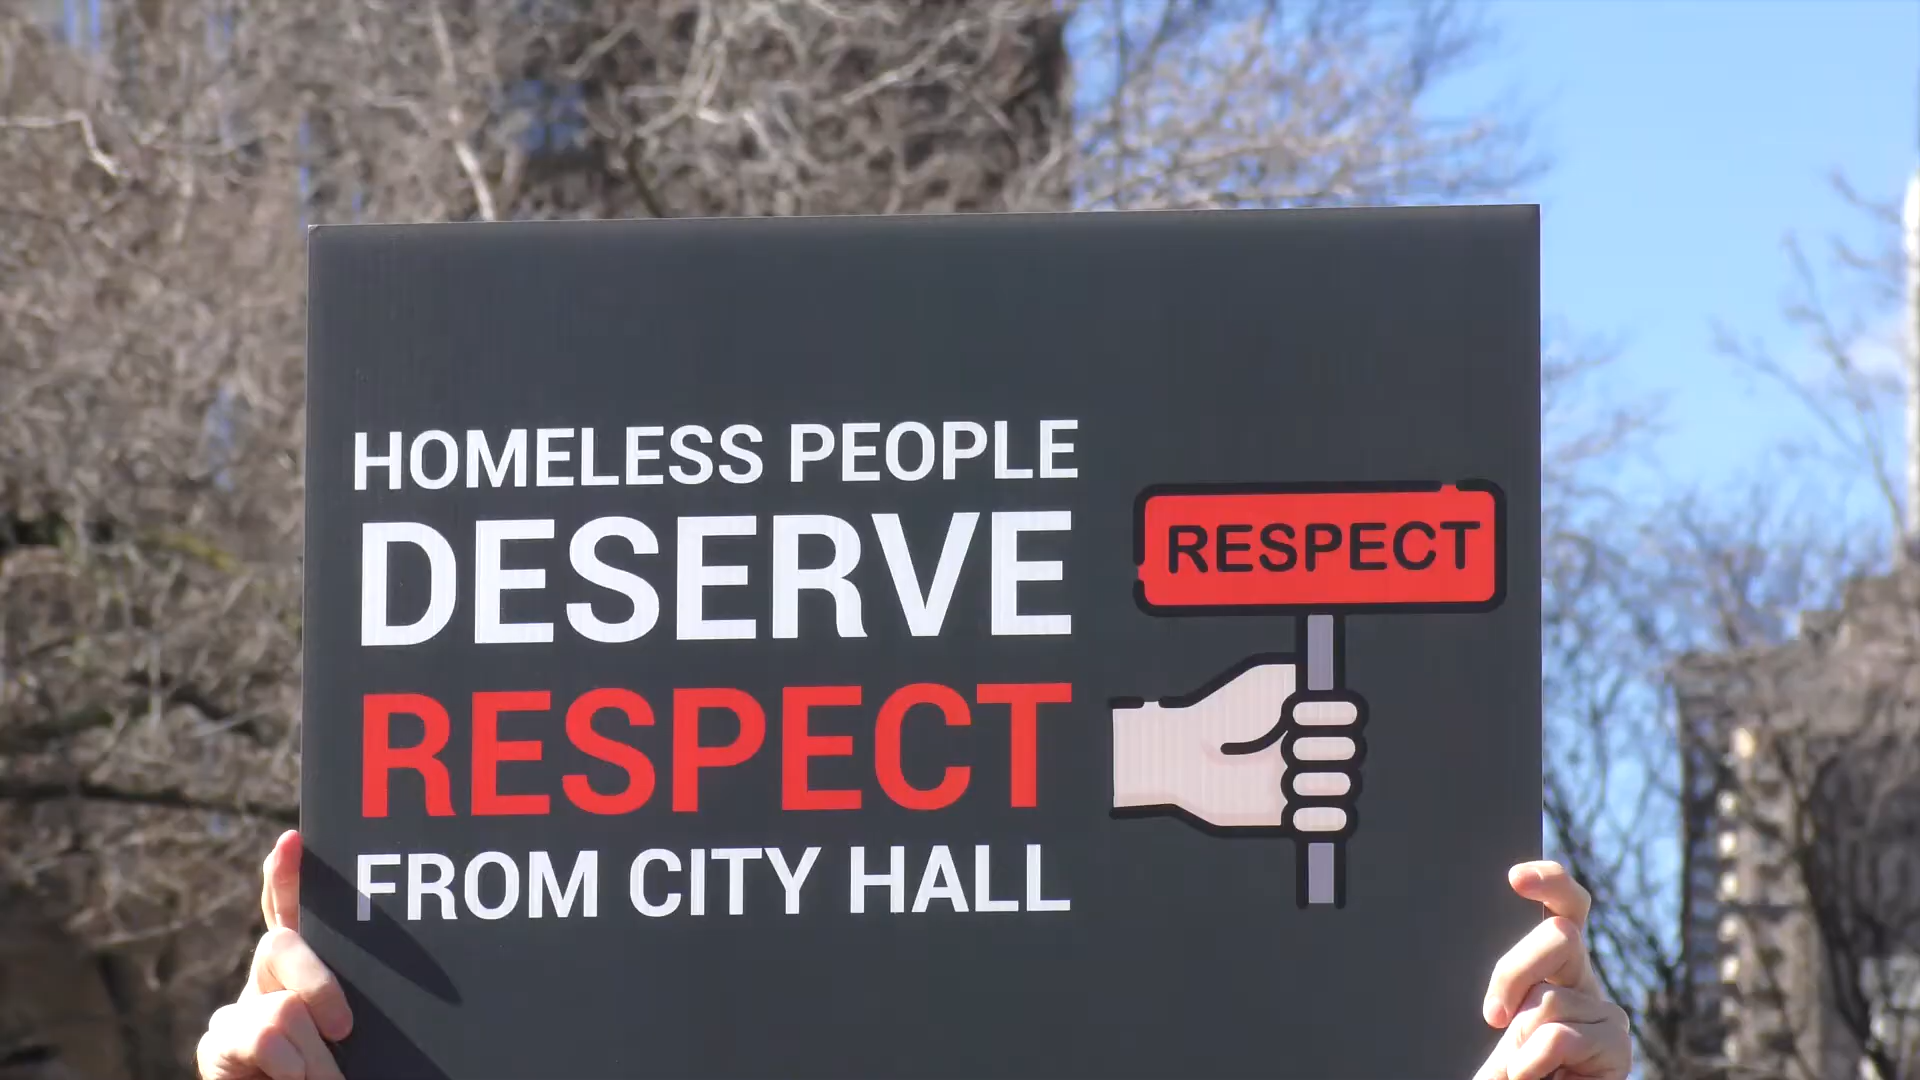 HOMELESS PEOPLE
DESERVE
RESPECT
FROM CITY HALL
RESPECT